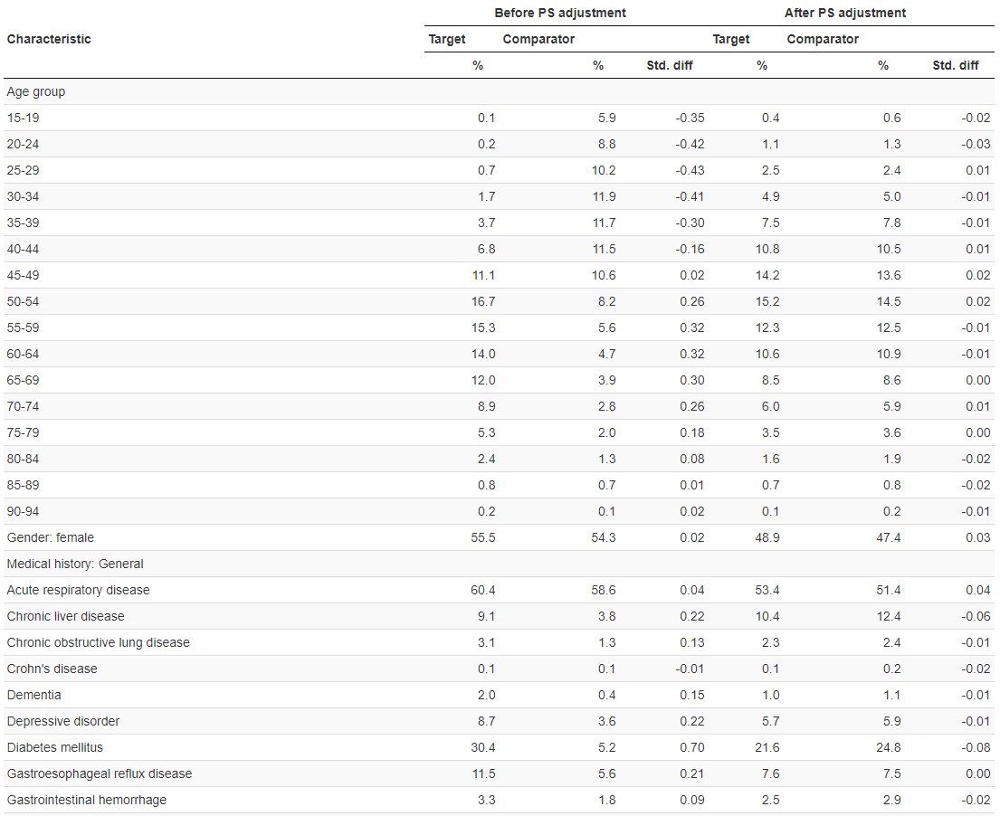 Before PS adjustment After PS adjustment
Characteristic Target Comparator Target Comparator
% % Std. diff % % Std. diff
Age group
15-19 0.1 5.9 -0.35 0.4 0.6 -0.02
20-24 0.2 8.8 -0.42 1.1 1.3 -0.03
25-29 0.7 10.2 -0.43 2.5 2.4 0.01
30-34 1.7 11.9 -0.41 4.9 5.0 -0.01
35-39 3.7 11.7 -0.30 7.5 7.8 -0.01
40-44 6.8 11.5 -0.16 10.8 10.5 0.01
45-49 11.1 10.6 0.02 14.2 13.6 0.02
50-54 16.7 8.2 0.26 15.2 14.5 0.02
55-59 15.3 5.6 0.32 12.3 12.5 -0.01
60-64 14.0 4.7 0.32 10.6 10.9 -0.01
65-69 12.0 3.9 0.30 8.5 8.6 0.00
70-74 8.9 2.8 0.26 6.0 5.9 0.01
75-79 5.3 2.0 0.18 3.5 3.6 0.00
80-84 2.4 1.3 0.08 1.6 1.9 -0.02
85-89 0.8 0.7 0.01 0.7 0.8 -0.02
90-94 0.2 0.1 0.02 0.1 0.2 -0.01
Gender: female 55.5 54.3 0.02 48.9 47.4 0.03
Medical history: General
Acute respiratory disease 60.4 58.6 0.04 53.4 51.4 0.04
Chronic liver disease 9.1 3.8 0.22 10.4 12.4 -0.06
Chronic obstructive lung disease 3.1 1.3 0.13 2.3 2.4 -0.01
Crohn's disease 0.1 0.1 -0.01 0.1 0.2 -0.02
Dementia 2.0 0.4 0.15 1.0 1.1 -0.01
Depressive disorder 8.7 3.6 0.22 5.7 5.9 -0.01
Diabetes mellitus 30.4 5.2 0.70 21.6 24.8 -0.08
Gastroesophageal reflux disease 11.5 5.6 0.21 7.6 7.5 0.00
Gastrointestinal hemorrhage 3.3 1.8 0.09 2.5 2.9 -0.02